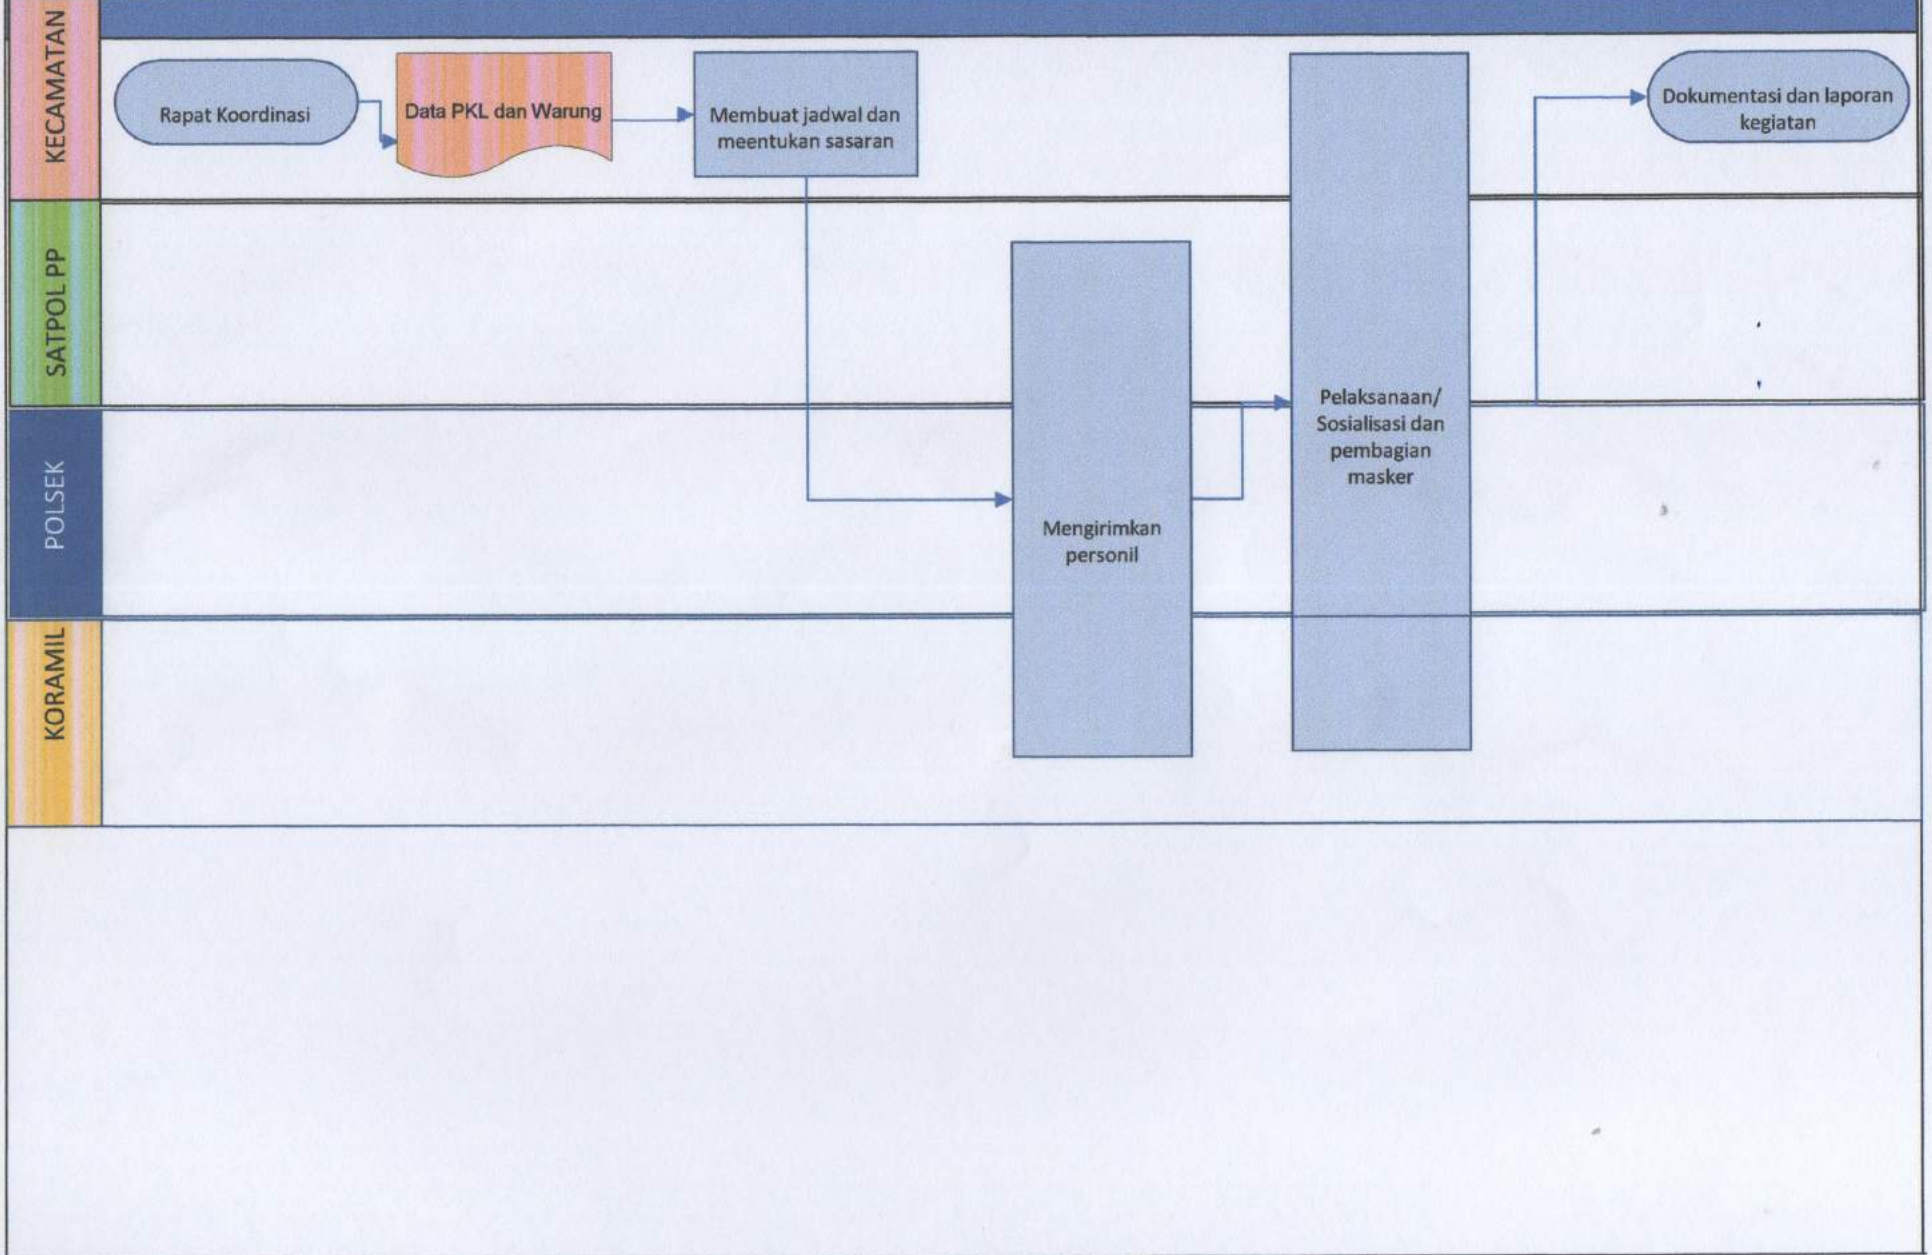 KECAMATAN
Rapat Koordinasi
Data PKL dan Warung
Membuat jadwal dan
meentukan sasaran
Dokumentasi dan laporan
kegiatan
SATPOL PP
Pelaksanaan/
Sosialisasi dan
pembagian
masker
POLSEK
Mengirimkan
personil
KORAMIL